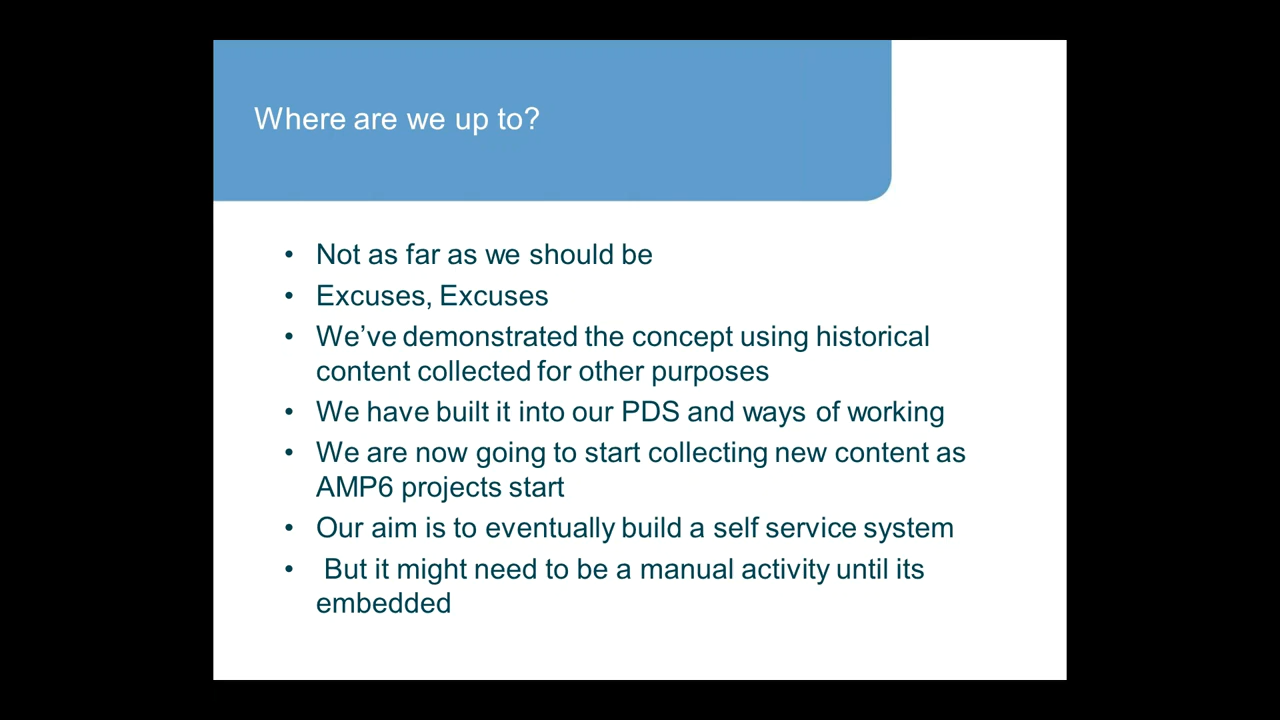 Where are we up to?
• Not as far as we should be
• Excuses, Excuses
• We’ve demonstrated the concept using historical
content collected for other purposes
• We have built it into our PDS and ways of working
• We are now going to start collecting new content as
AMP6 projects start
• Our aim is to eventually build a self service system
• But it might need to be a manual activity until its
embedded